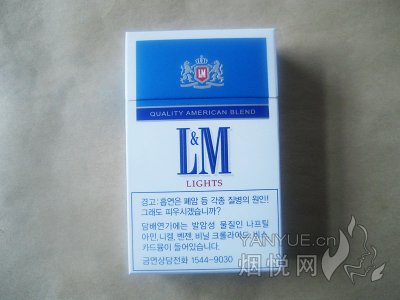 LM
QUALITY AMERICAN BLEND
L&M
LIGHTS
경고: 흡연은 폐암 등 각종 질병의 원인!
그래도 피우시겠습니까?
담배연기에는 발암성 물질인 나프틸
아민, 니켈, 벤젠, 비닐 크롤라이드, 비소
카드뮴이 들어있습니다.
금연상담전화 1544-9030
YANYUE.cn
烟悦网